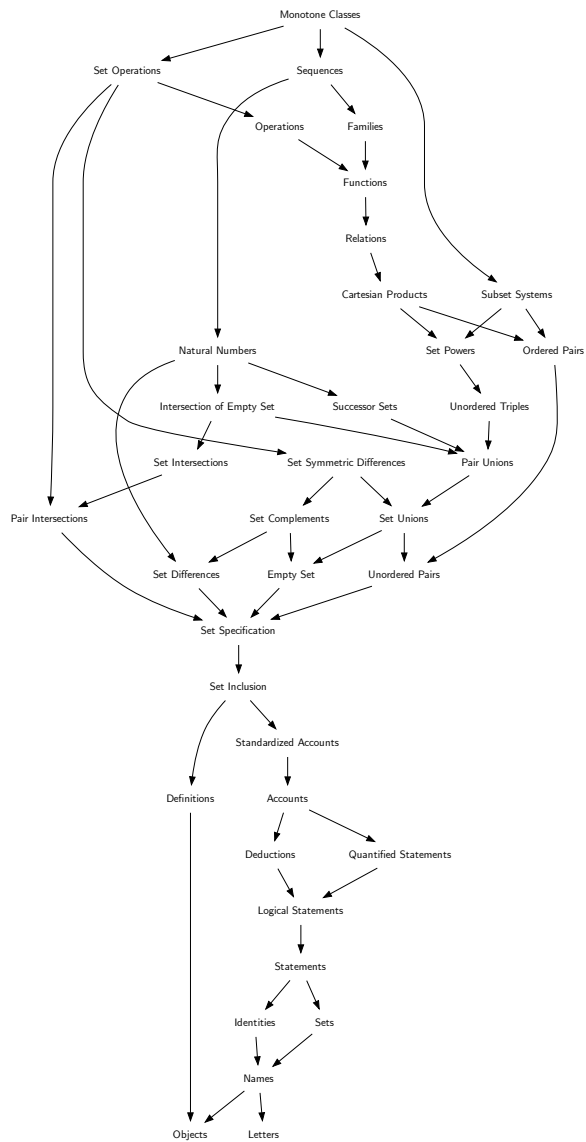 Monotone Classes
Set Operations
Sequences
Operations
Families
Functions
Relations
Cartesian Products
Subset Systems
Natural Numbers
Set Powers
Ordered Pairs
Intersection of Empty Set
Successor Sets
Unordered Triples
Set Intersections
Set Symmetric Differences
Pair Unions
Pair Intersections
Set Complements
Set Unions
Set Differences
Empty Set
Unordered Pairs
Set Specification
Set Inclusion
Standardized Accounts
Definitions
Accounts
Deductions
Quantified Statements
Logical Statements
Statements
Identities
Sets
Names
Objects
Letters